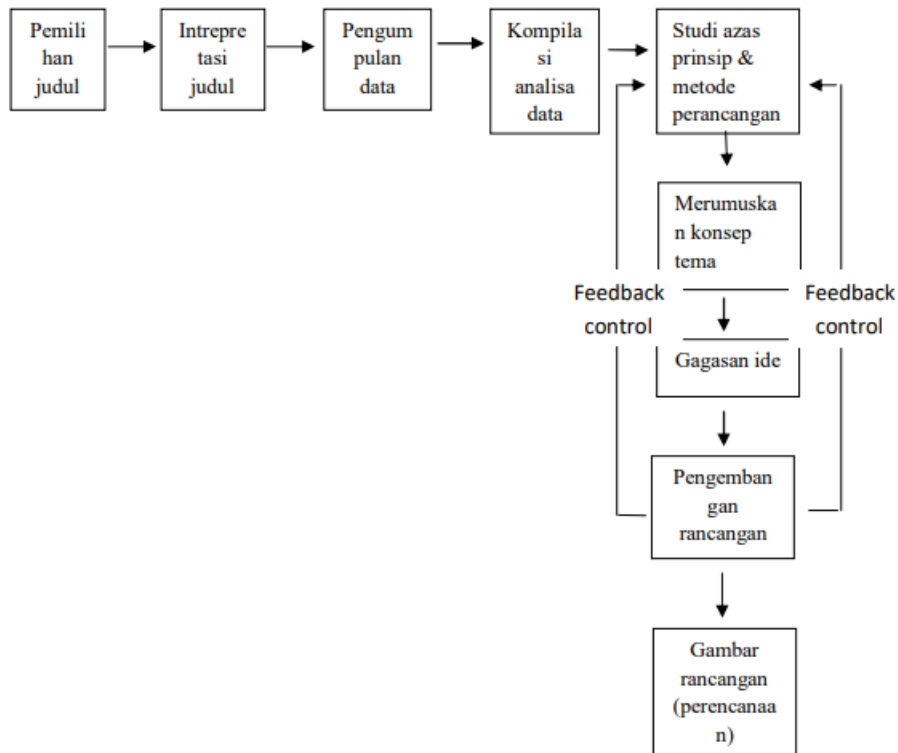 Pemili
han
judul
Intrepre
tasi
judul
Pengum
pulan
data
Kompila
si
analisa
data
Studi azas
prinsip &
metode
perancangan
Merumuska
n konsep
tema
Feedback
control
Feedback
control
Gagasan ide
Pengemban
gan
rancangan
Gambar
rancangan
(perencanaa
n)